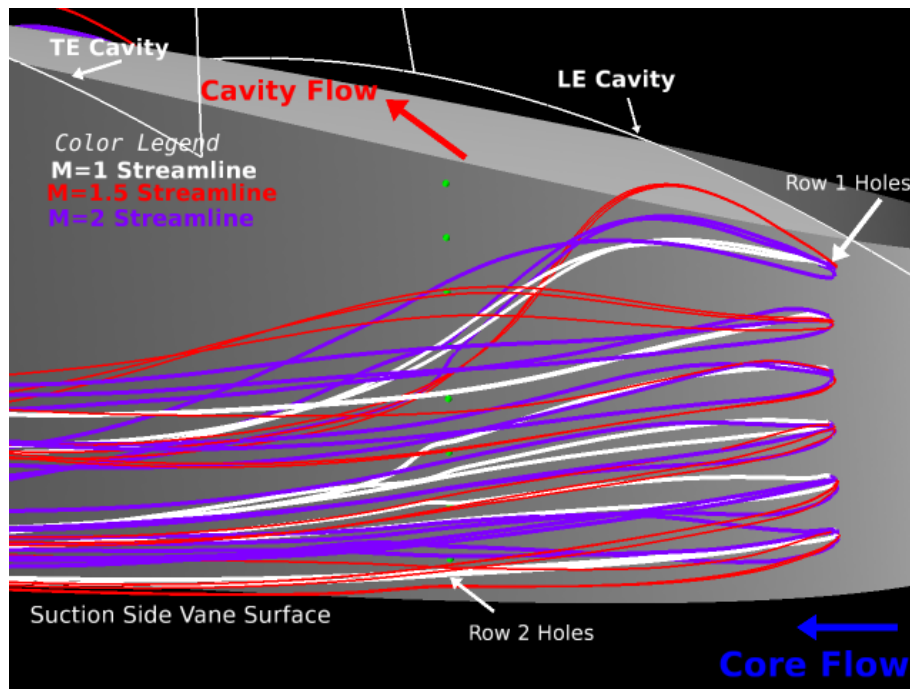 TE Cavity
Cavity Flow
LE Cavity
Color Legend
M=1 Streamline
M=1.5 Streamline
M=2 Streamline
Row 1 Holes
Suction Side Vane Surface
Row 2 Holes
Core Flow